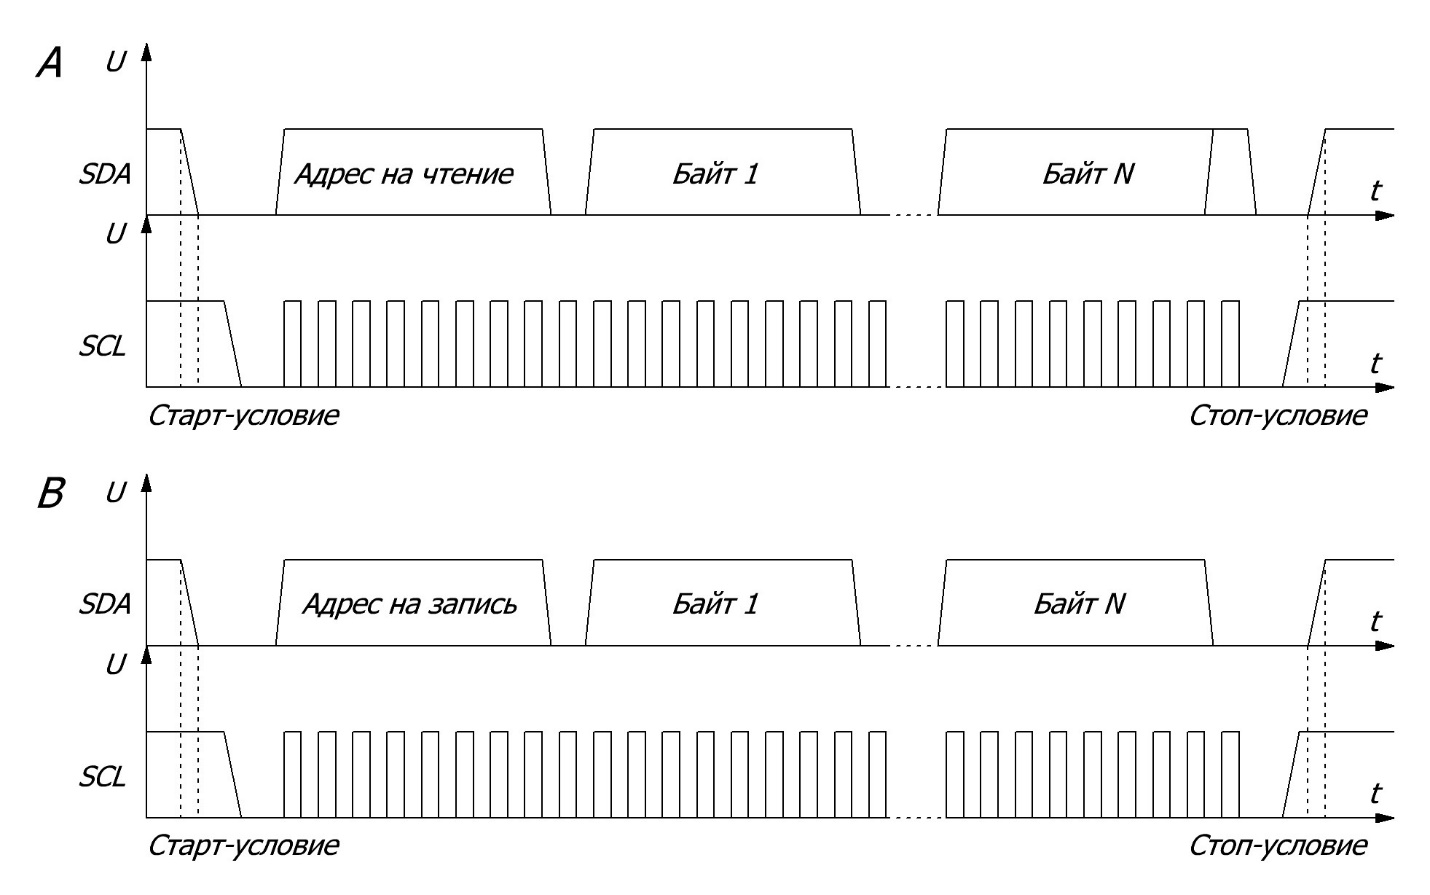 A
U
SDA
Адрес на чтение
Байт 1
Байт N
t
U
SCL
t
Старт-условие
Стоп-условие
B
U
SDA
Адрес на запись
Байт 1
Байт N
t
U
SCL
t
Старт-условие
Стоп-условие